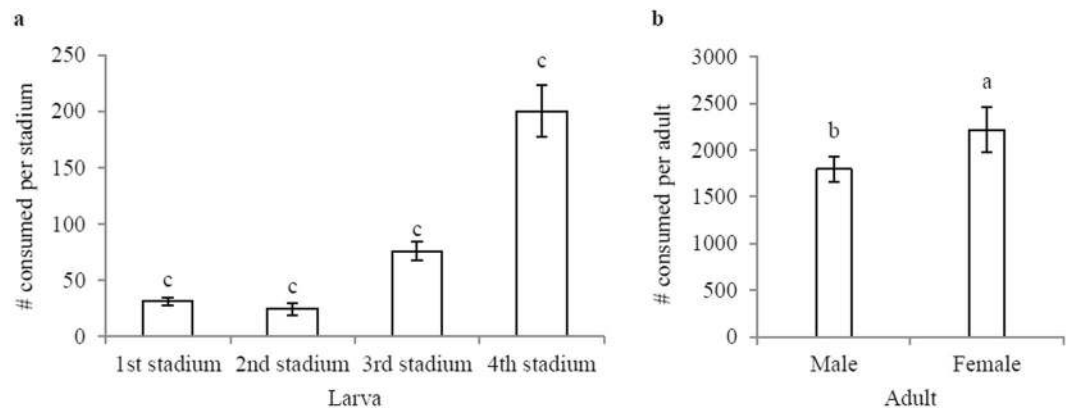 a
# consumed per stadium
250
200
150
100
50
0
c
c
c
c
1st stadium 2nd stadium 3rd stadium 4th stadium
Larva
b
# consumed per adult
3000
2500
2000
1500
1000
500
0
b
a
Male Female
Adult